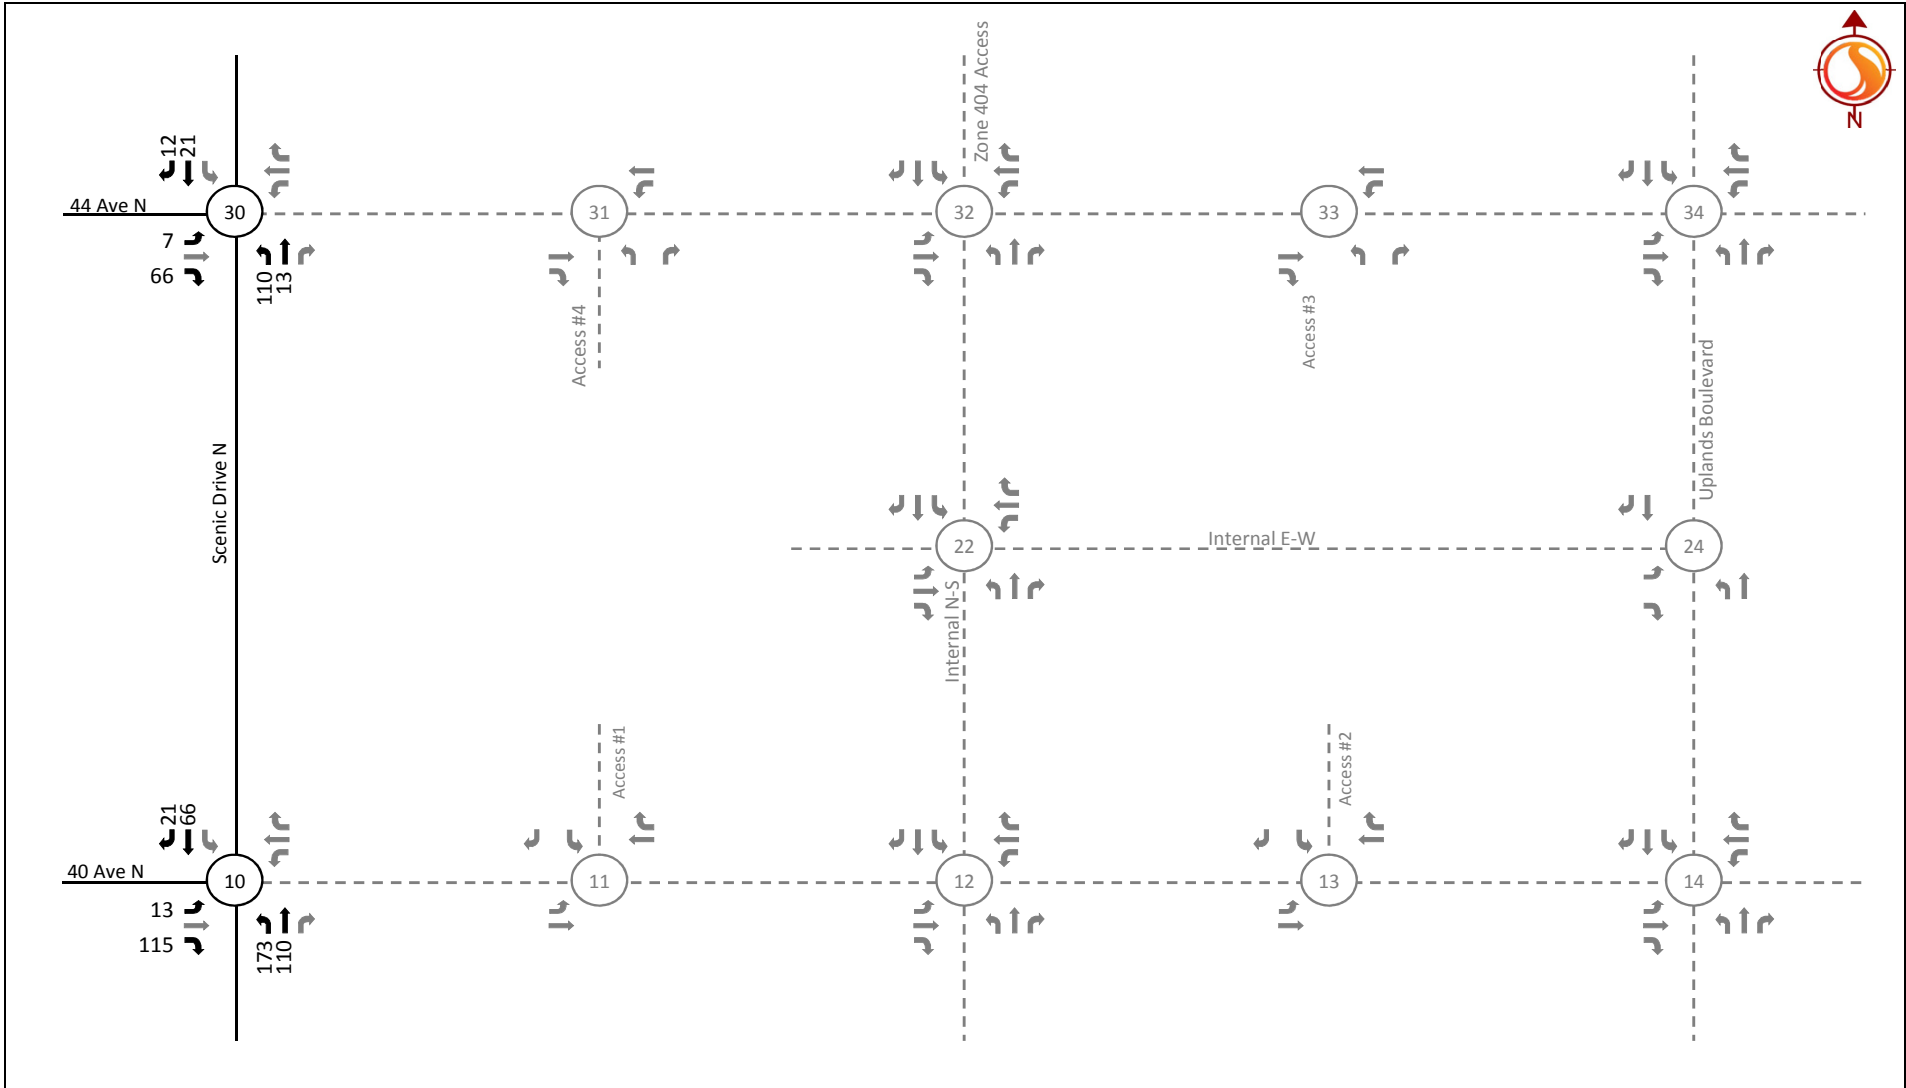 Zone 404 Access
N
12
21
44 Ave N
30
31
32
33
34
7
66
110
13
Access #4
Access #3
Scenic Drive N
Uplands Boulevard
22
Internal E-W
24
Internal N-S
Access #1
Access #2
21
66
40 Ave N
10
11
12
13
14
13
115
173
110